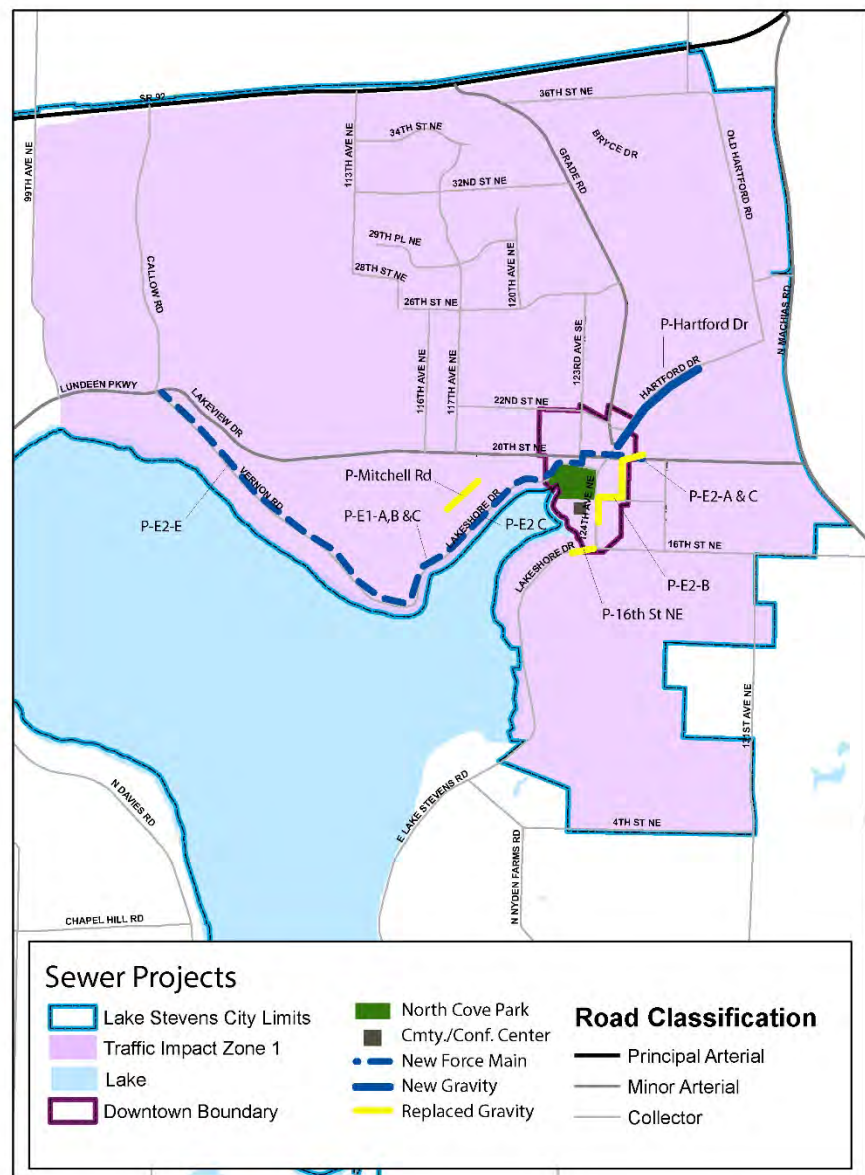 SR 92
36TH ST NE
34TH ST NE
BRYCE DR
99TH AVE NE
113TH AVE NE
GRADE RD
OLD HARTFORD RD
32ND ST NE
29TH PL NE
28TH ST NE
120TH AVE NE
CALLOW RD
26TH ST NE
N MACHIAS RD
P-Hartford Dr
123RD AVE SE
HARTFORD DR
116TH AVE NE
117TH AVE NE
LUNDEEN PKWY
LAKEVIEW DR
22ND ST NE
20TH ST NE
P-Mitchell Rd
P-E2-A & C
VERNON RD
LAKESHORE DR
P-E2-E
P-E1-A,B &C
P-E2 C
124TH AVE NE
16TH ST NE
LAKESHORE DR
P-E2-B
P-16th St NE
131ST AVE NE
N DAVIES RD
E LAKE STEVENS RD
4TH ST NE
N NYDEN FARMS RD
CHAPEL HILL RD
Sewer Projects
Lake Stevens City Limits
Traffic Impact Zone 1
Lake
Downtown Boundary
North Cove Park
Cmty./Conf. Center
New Force Main
New Gravity
Replaced Gravity
Road Classification
Principal Arterial
Minor Arterial
Collector